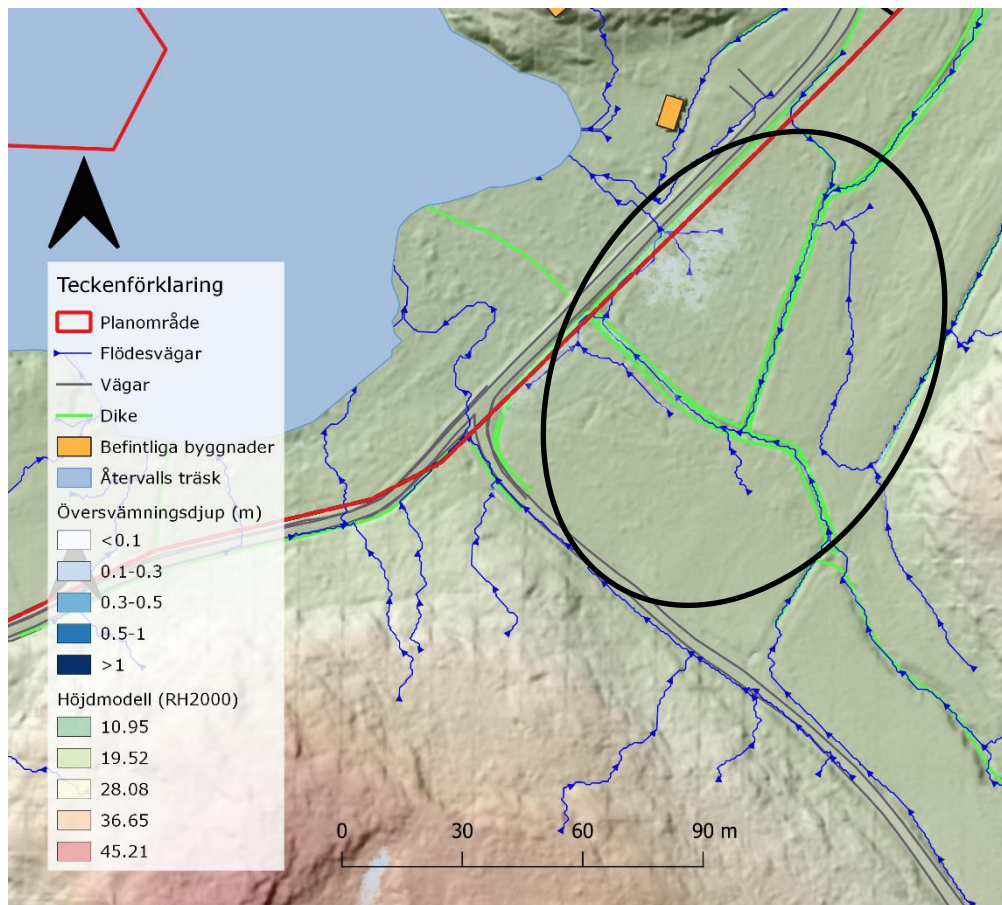 Teckenförklaring
Planområde
Flödesvägar
Vägar
Dike
Befintliga byggnader
Återvalls träsk
Översvämningsdjup (m)
<0.1
0.1-0.3
0.3-0.5
0.5-1
>1
Höjdmodell (RH2000)
10.95
19.52
28.08
36.65
45.21
0 30 60 90 m